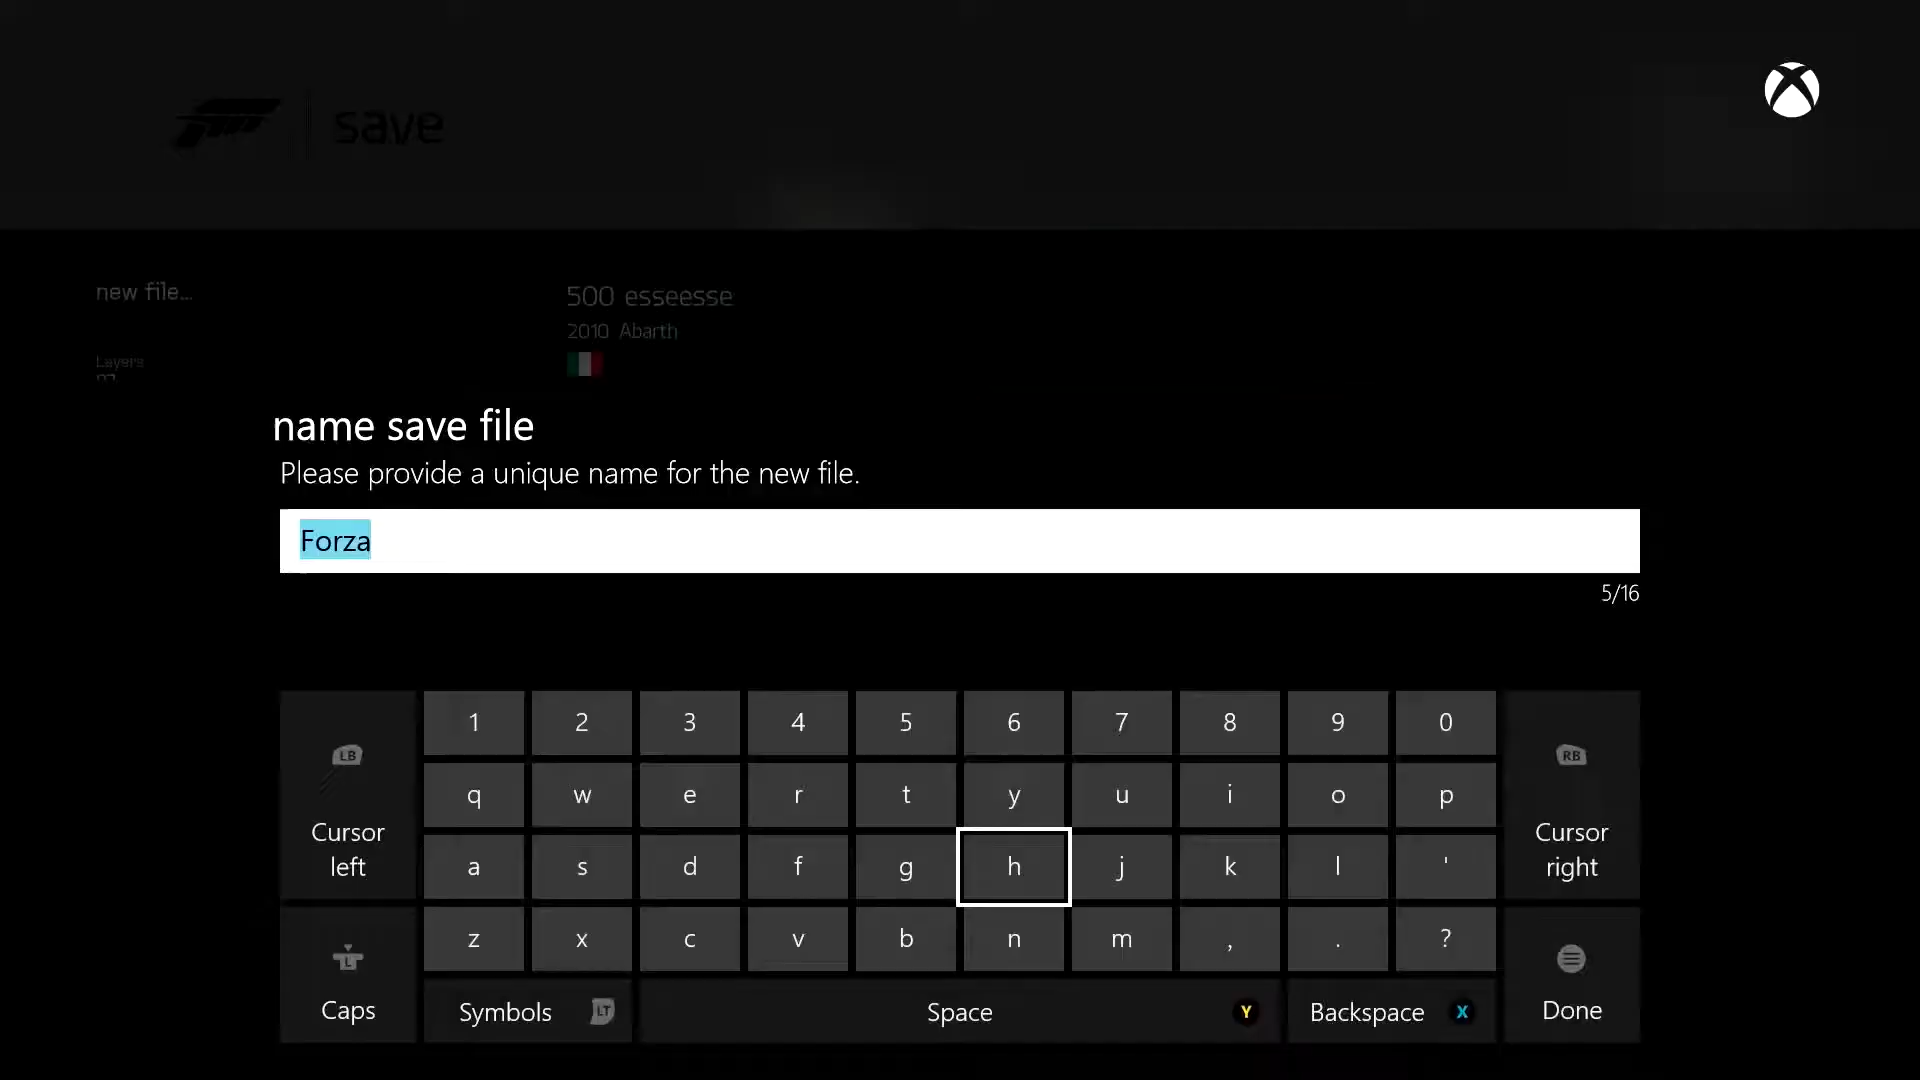 save
new file...
500 esseesse
2010 Abarth
Layers
name save file
Please provide a unique name for the new file.
Forza
5/16
1 2 3 4 5 6 7 8 9 0
LB
RB
q w e r t y u i o p
Cursor left
Cursor right
a s d f g h j k l '
z x c v b n m , . ?
L
Caps
Symbols LT
Space Y
Backspace X
Done